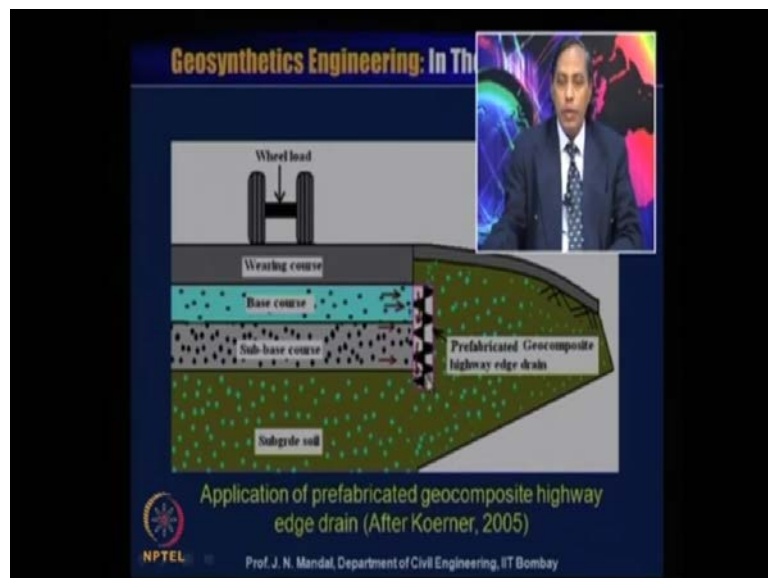 Geosynthetics Engineering: In The
Wheel load
Wearing course
Base course
Sub-base course
Prefabricated Geocomposite
highway edge drain
Subgrde soil
Application of prefabricated geocomposite highway
edge drain (After Koerner, 2005)
NPTEL
Prof. J. N. Mandal, Department of Civil Engineering, IIT Bombay